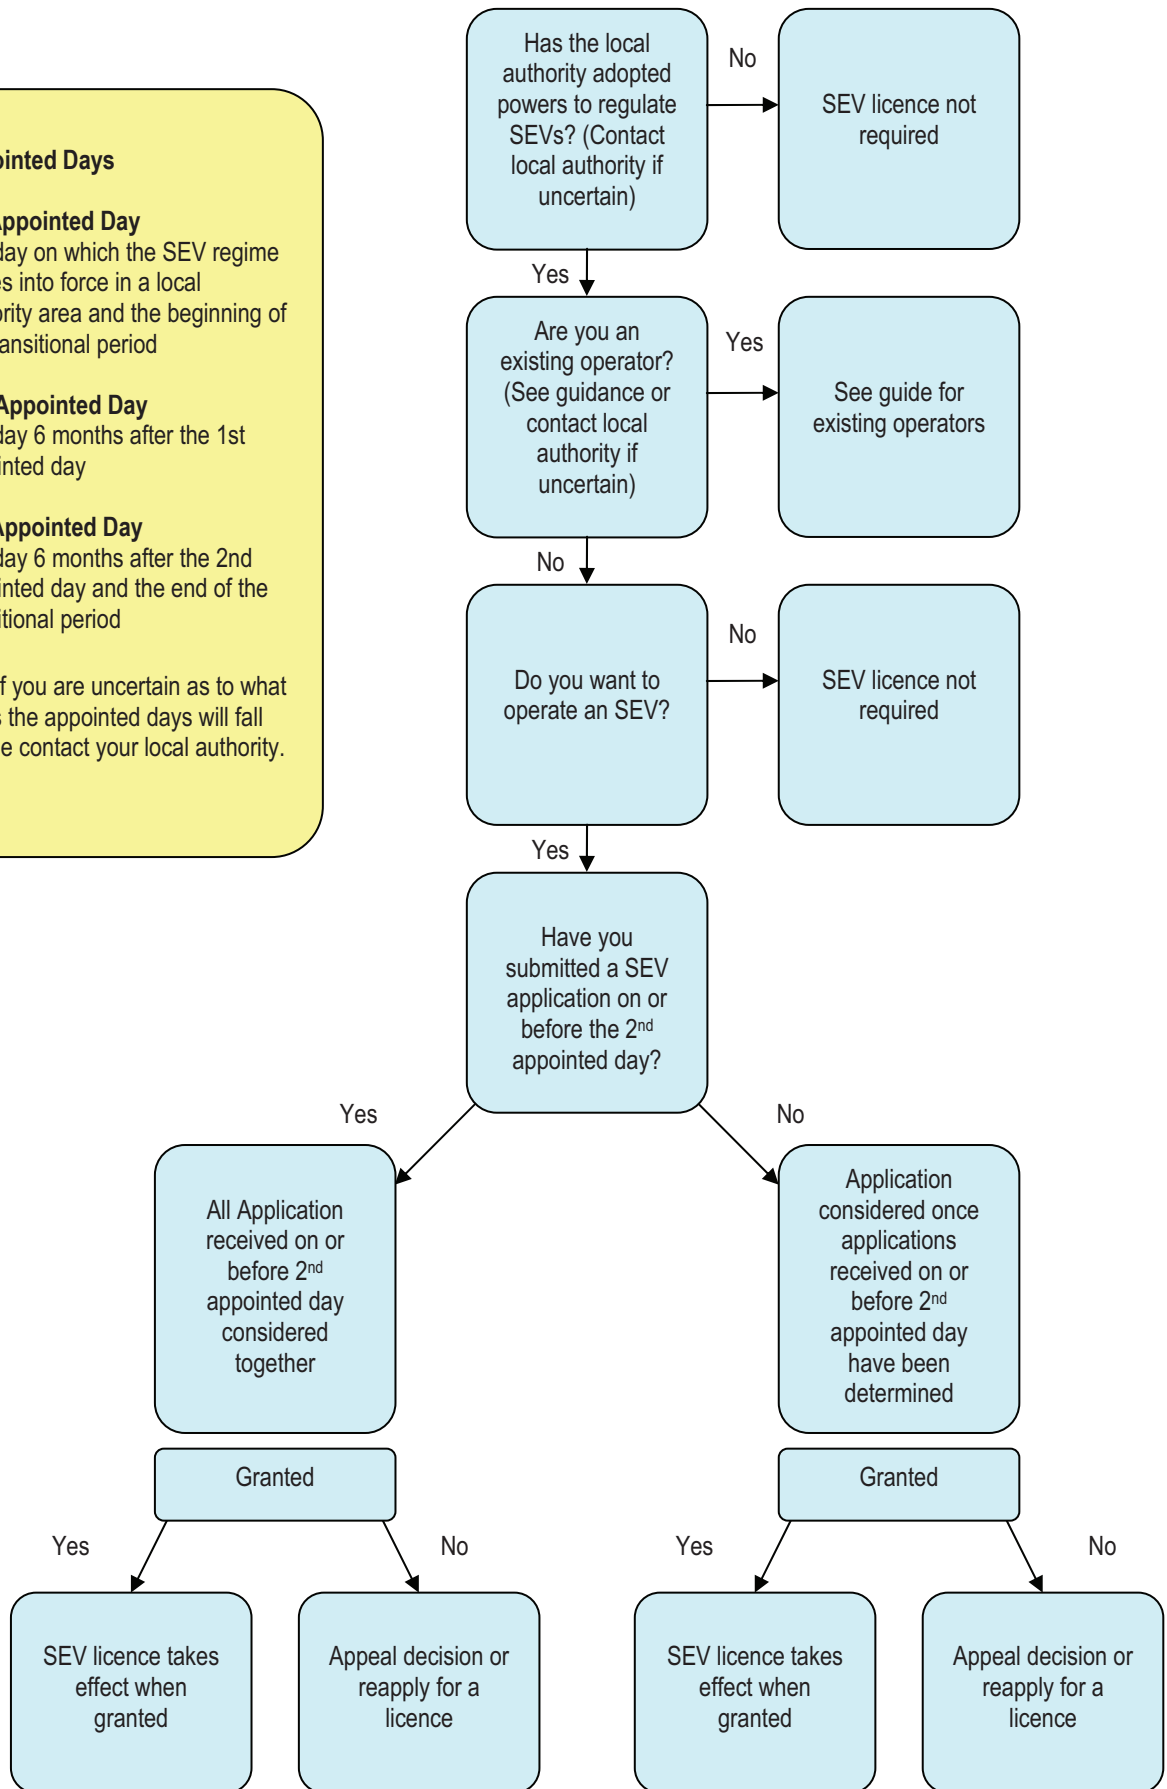 ointed Days
Appointed Day
day on which the SEV regime
es into force in a local
ority area and the beginning of
ransitional period
Appointed Day
day 6 months after the 1st
inted day
Appointed Day
day 6 months after the 2nd
inted day and the end of the
itional period
f you are uncertain as to what
s the appointed days will fall
e contact your local authority.
Has the local
authority adopted
powers to regulate
SEVs? (Contact
local authority if
uncertain)
No
SEV licence not
required
Yes
Are you an
existing operator?
(See guidance or
contact local
authority if
uncertain)
Yes
See guide for
existing operators
No
Do you want to
operate an SEV?
No
SEV licence not
required
Yes
Have you
submitted a SEV
application on or
before the 2nd
appointed day?
Yes
No
All Application
received on or
before 2nd
appointed day
considered
together
Application
considered once
applications
received on or
before 2nd
appointed day
have been
determined
Granted
Granted
Yes
No
Yes
No
SEV licence takes
effect when
granted
Appeal decision or
reapply for a
licence
SEV licence takes
effect when
granted
Appeal decision or
reapply for a
licence